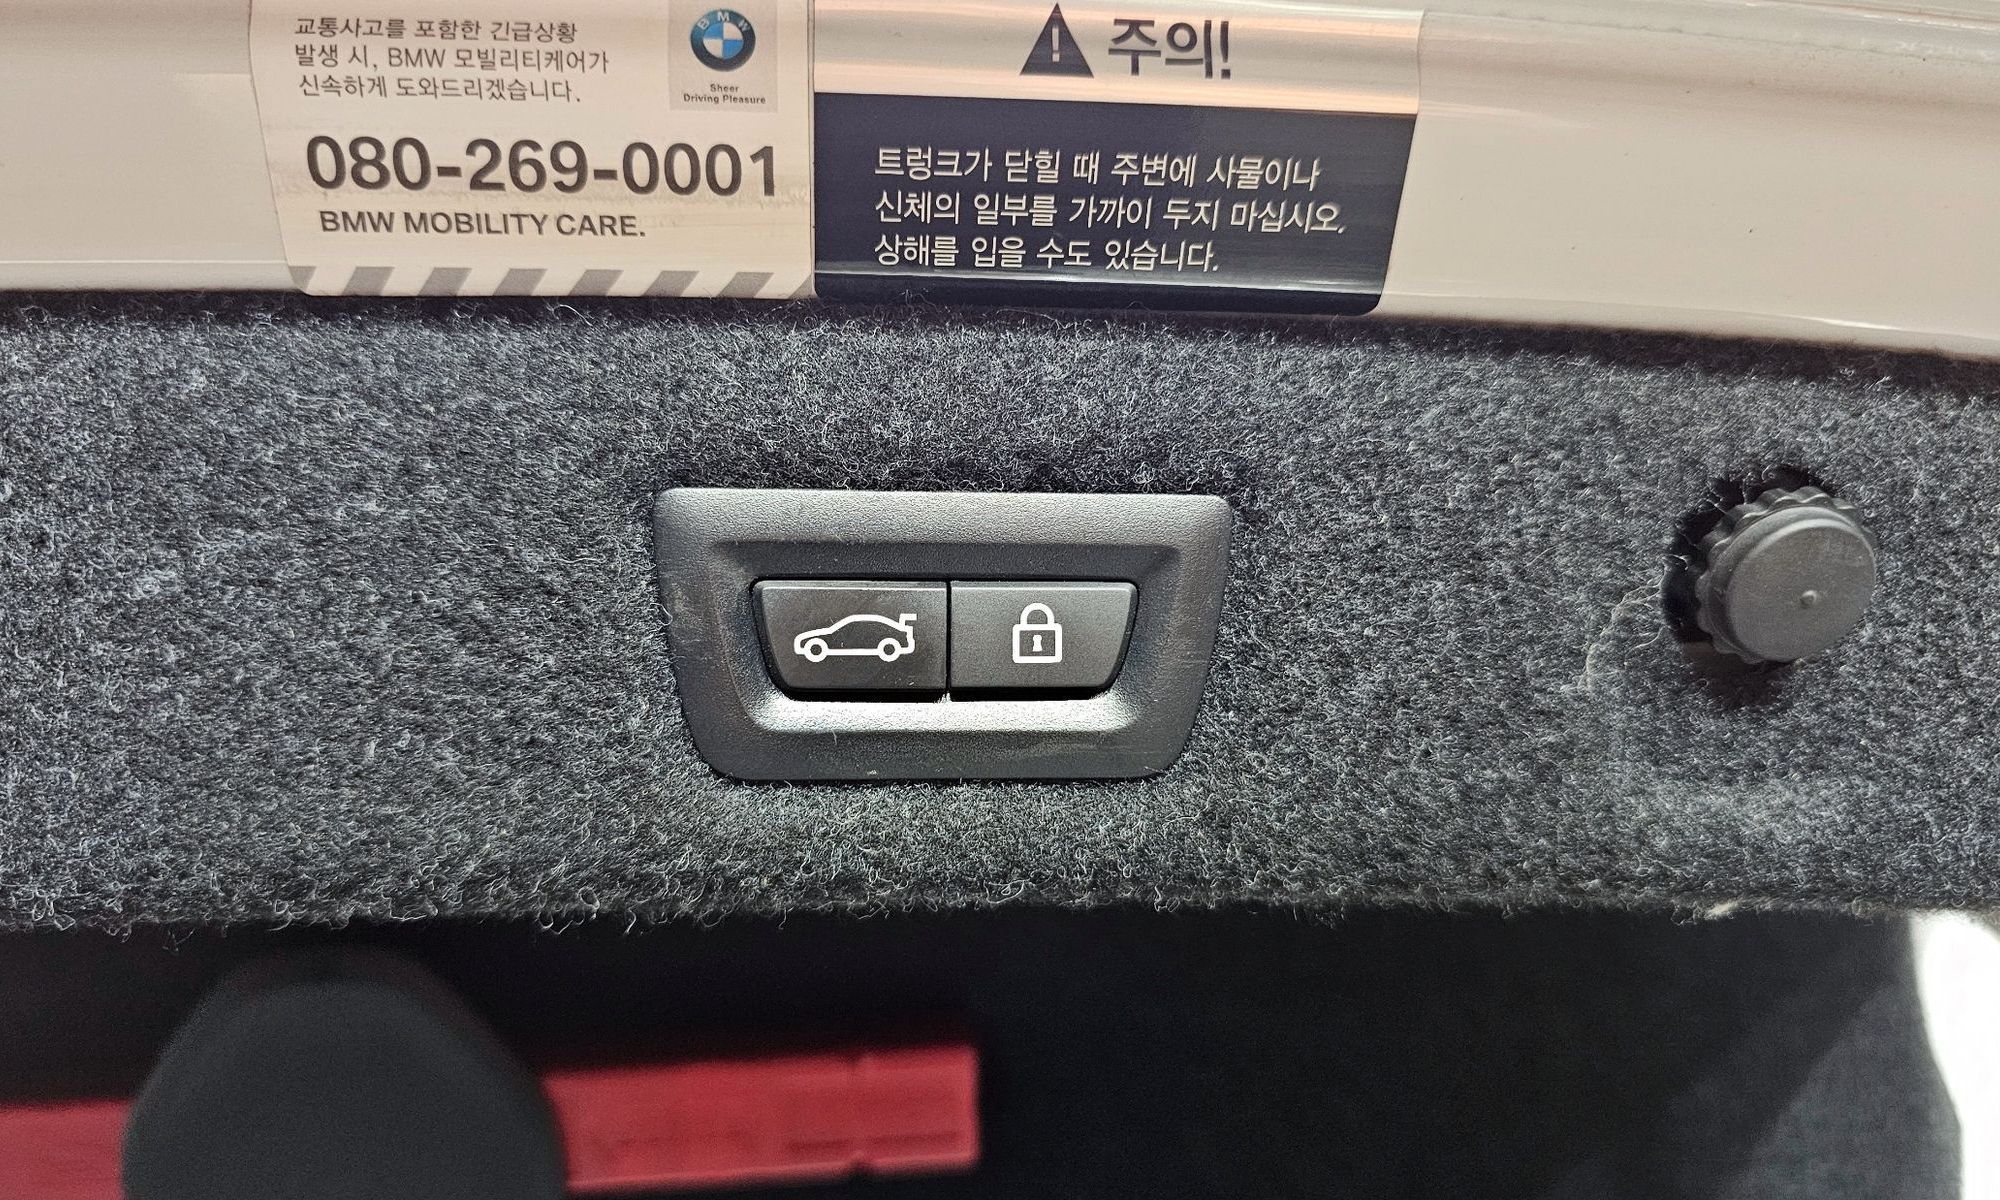 교통사고를 포함한 긴급상황
발생 시, BMW 모빌리티케어가
신속하게 도와드리겠습니다.
BMW
Sheer
Driving Pleasure
080-269-0001
BMW MOBILITY CARE.
주의!
트렁크가 닫힐 때 주변에 사물이나
신체의 일부를 가까이 두지 마십시오.
상해를 입을 수도 있습니다.